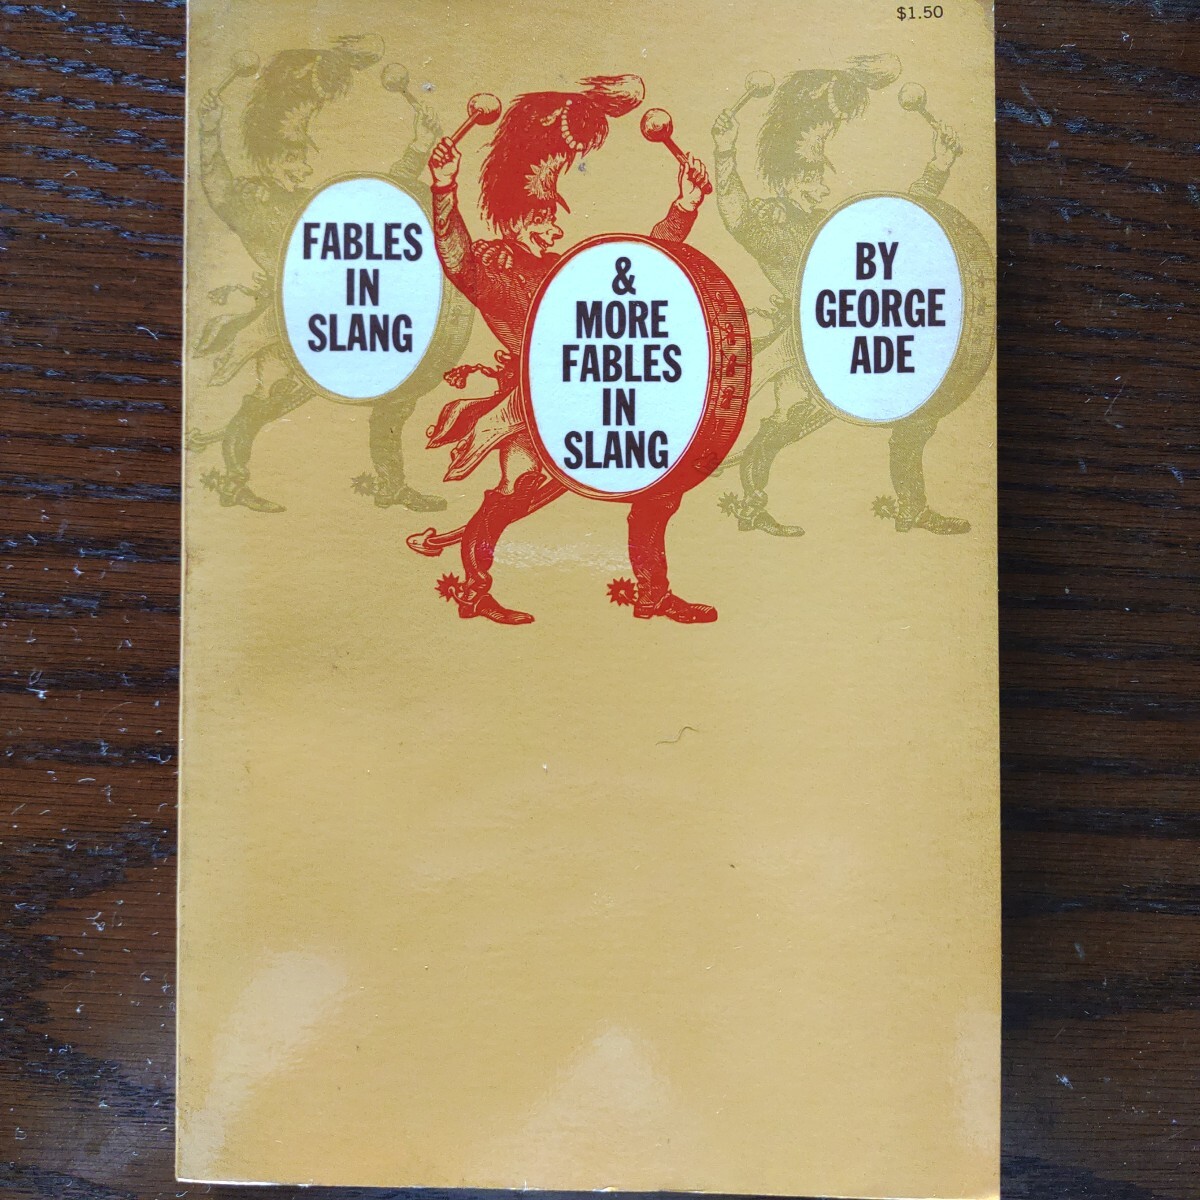 $1.50
FABLES
IN
SLANG
&
MORE
FABLES
IN
SLANG
BY
GEORGE
ADE